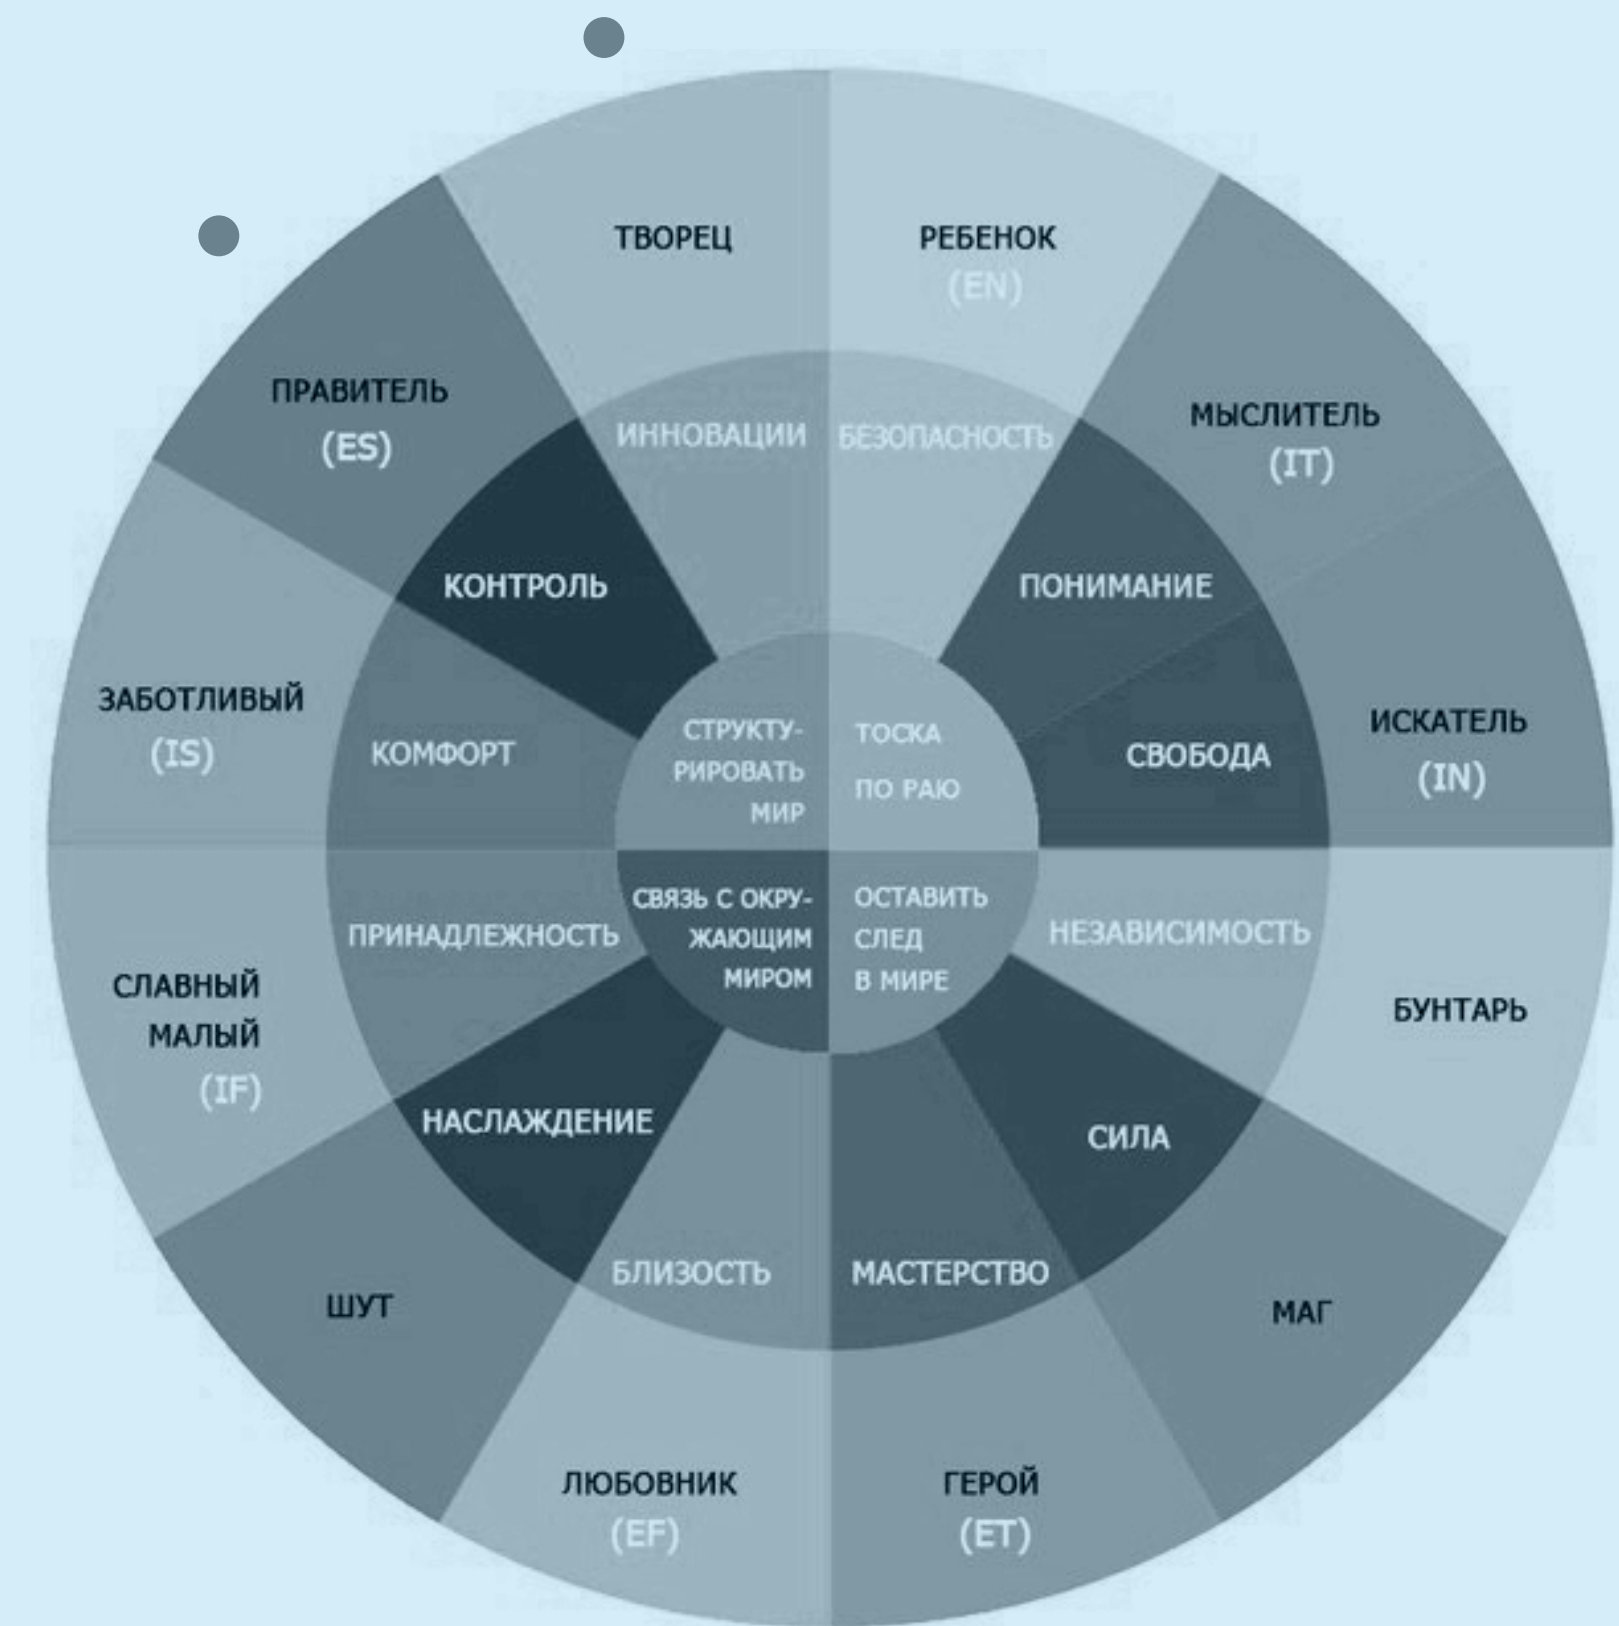 ТВОРЕЦ
РЕБЕНОК
(EN)
ПРАВИТЕЛЬ
(ES)
МЫСЛИТЕЛЬ
(IT)
ИННОВАЦИИ
БЕЗОПАСНОСТЬ
КОНТРОЛЬ
ПОНИМАНИЕ
ЗАБОТЛИВЫЙ
(IS)
КОМФОРТ
СТРУКТУ-
РИРОВАТЬ
МИР
ТОСКА
ПО РАЮ
СВОБОДА
ИСКАТЕЛЬ
(IN)
СЛАВНЫЙ
МАЛЫЙ
(IF)
ПРИНАДЛЕЖНОСТЬ
СВЯЗЬ С ОКРУ-
ЖАЮЩИМ
МИРОМ
ОСТАВИТЬ
СЛЕД
В МИРЕ
НЕЗАВИСИМОСТЬ
БУНТАРЬ
НАСЛАЖДЕНИЕ
СИЛА
БЛИЗОСТЬ
МАСТЕРСТВО
ШУТ
МАГ
ЛЮБОВНИК
(EF)
ГЕРОЙ
(ET)